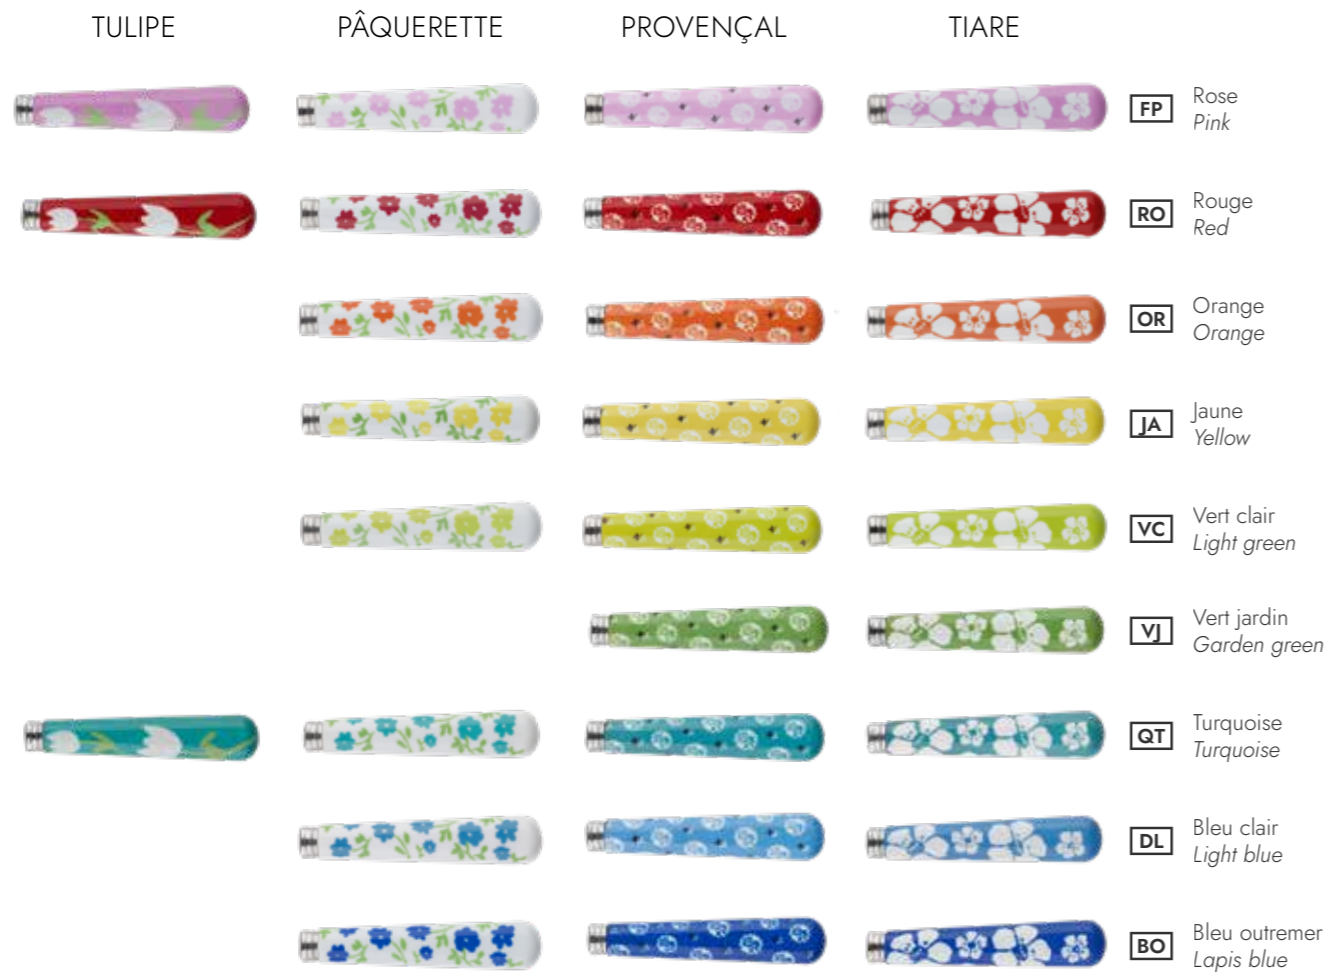 TULIPE
PÂQUERETTE
PROVENÇAL
TIARE
FP
Rose
Pink
RO
Rouge
Red
OR
Orange
Orange
JA
Jaune
Yellow
VC
Vert clair
Light green
VJ
Vert jardin
Garden green
QT
Turquoise
Turquoise
DL
Bleu clair
Light blue
BO
Bleu outremer
Lapis blue